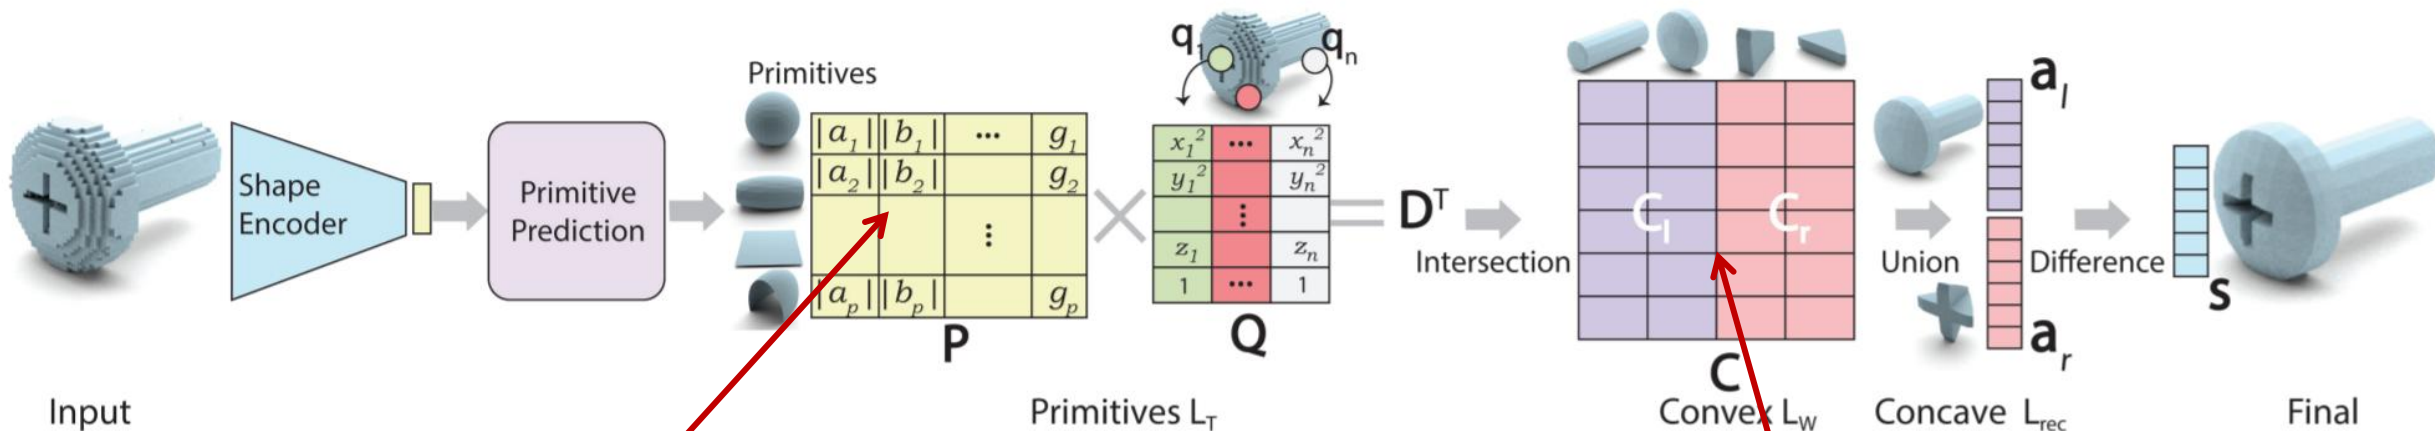 Input
Shape
Encoder
Primitive
Prediction
Primitives
|a1| |b1| ... g1
|a2| |b2| g2
⋮
|ap| |bp| gp
P
q1 qn
x1² ... xn²
y1² yn²
⋮
z1 zn
1 ... 1
Q
= Dᵀ
Primitives LT
Intersection
Cl Cr
C
Convex LW
Union
al
ar
Concave Lrec
Difference
s
Final